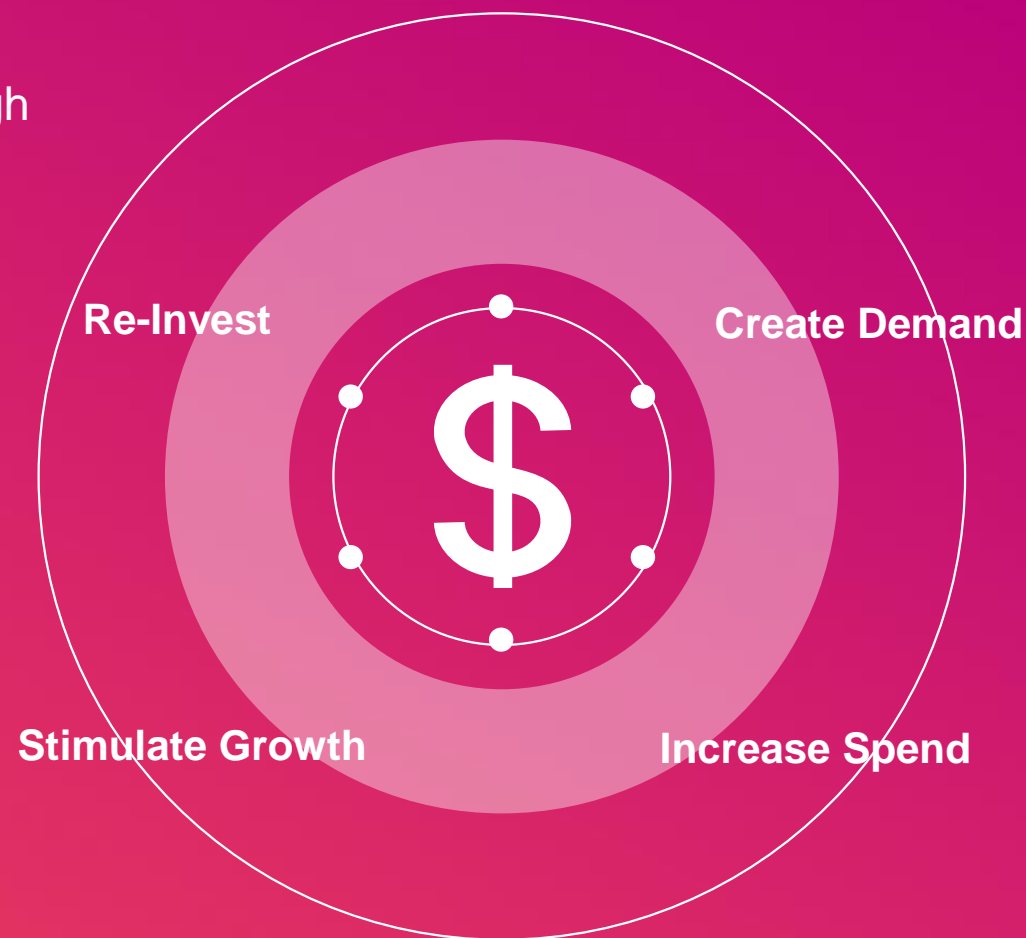 Re-Invest
Create Demand
$
Stimulate Growth
Increase Spend